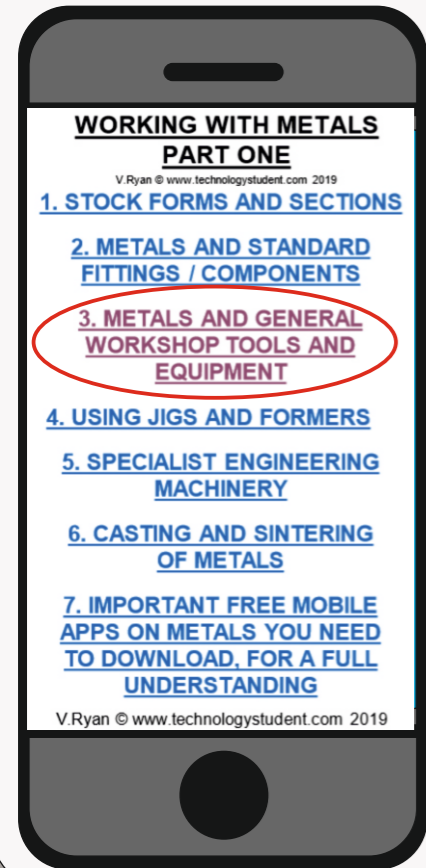 WORKING WITH METALS
PART ONE
V.Ryan © www.technologystudent.com 2019
1. STOCK FORMS AND SECTIONS
2. METALS AND STANDARD
FITTINGS / COMPONENTS
3. METALS AND GENERAL
WORKSHOP TOOLS AND
EQUIPMENT
4. USING JIGS AND FORMERS
5. SPECIALIST ENGINEERING
MACHINERY
6. CASTING AND SINTERING
OF METALS
7. IMPORTANT FREE MOBILE
APPS ON METALS YOU NEED
TO DOWNLOAD, FOR A FULL
UNDERSTANDING
V.Ryan © www.technologystudent.com 2019